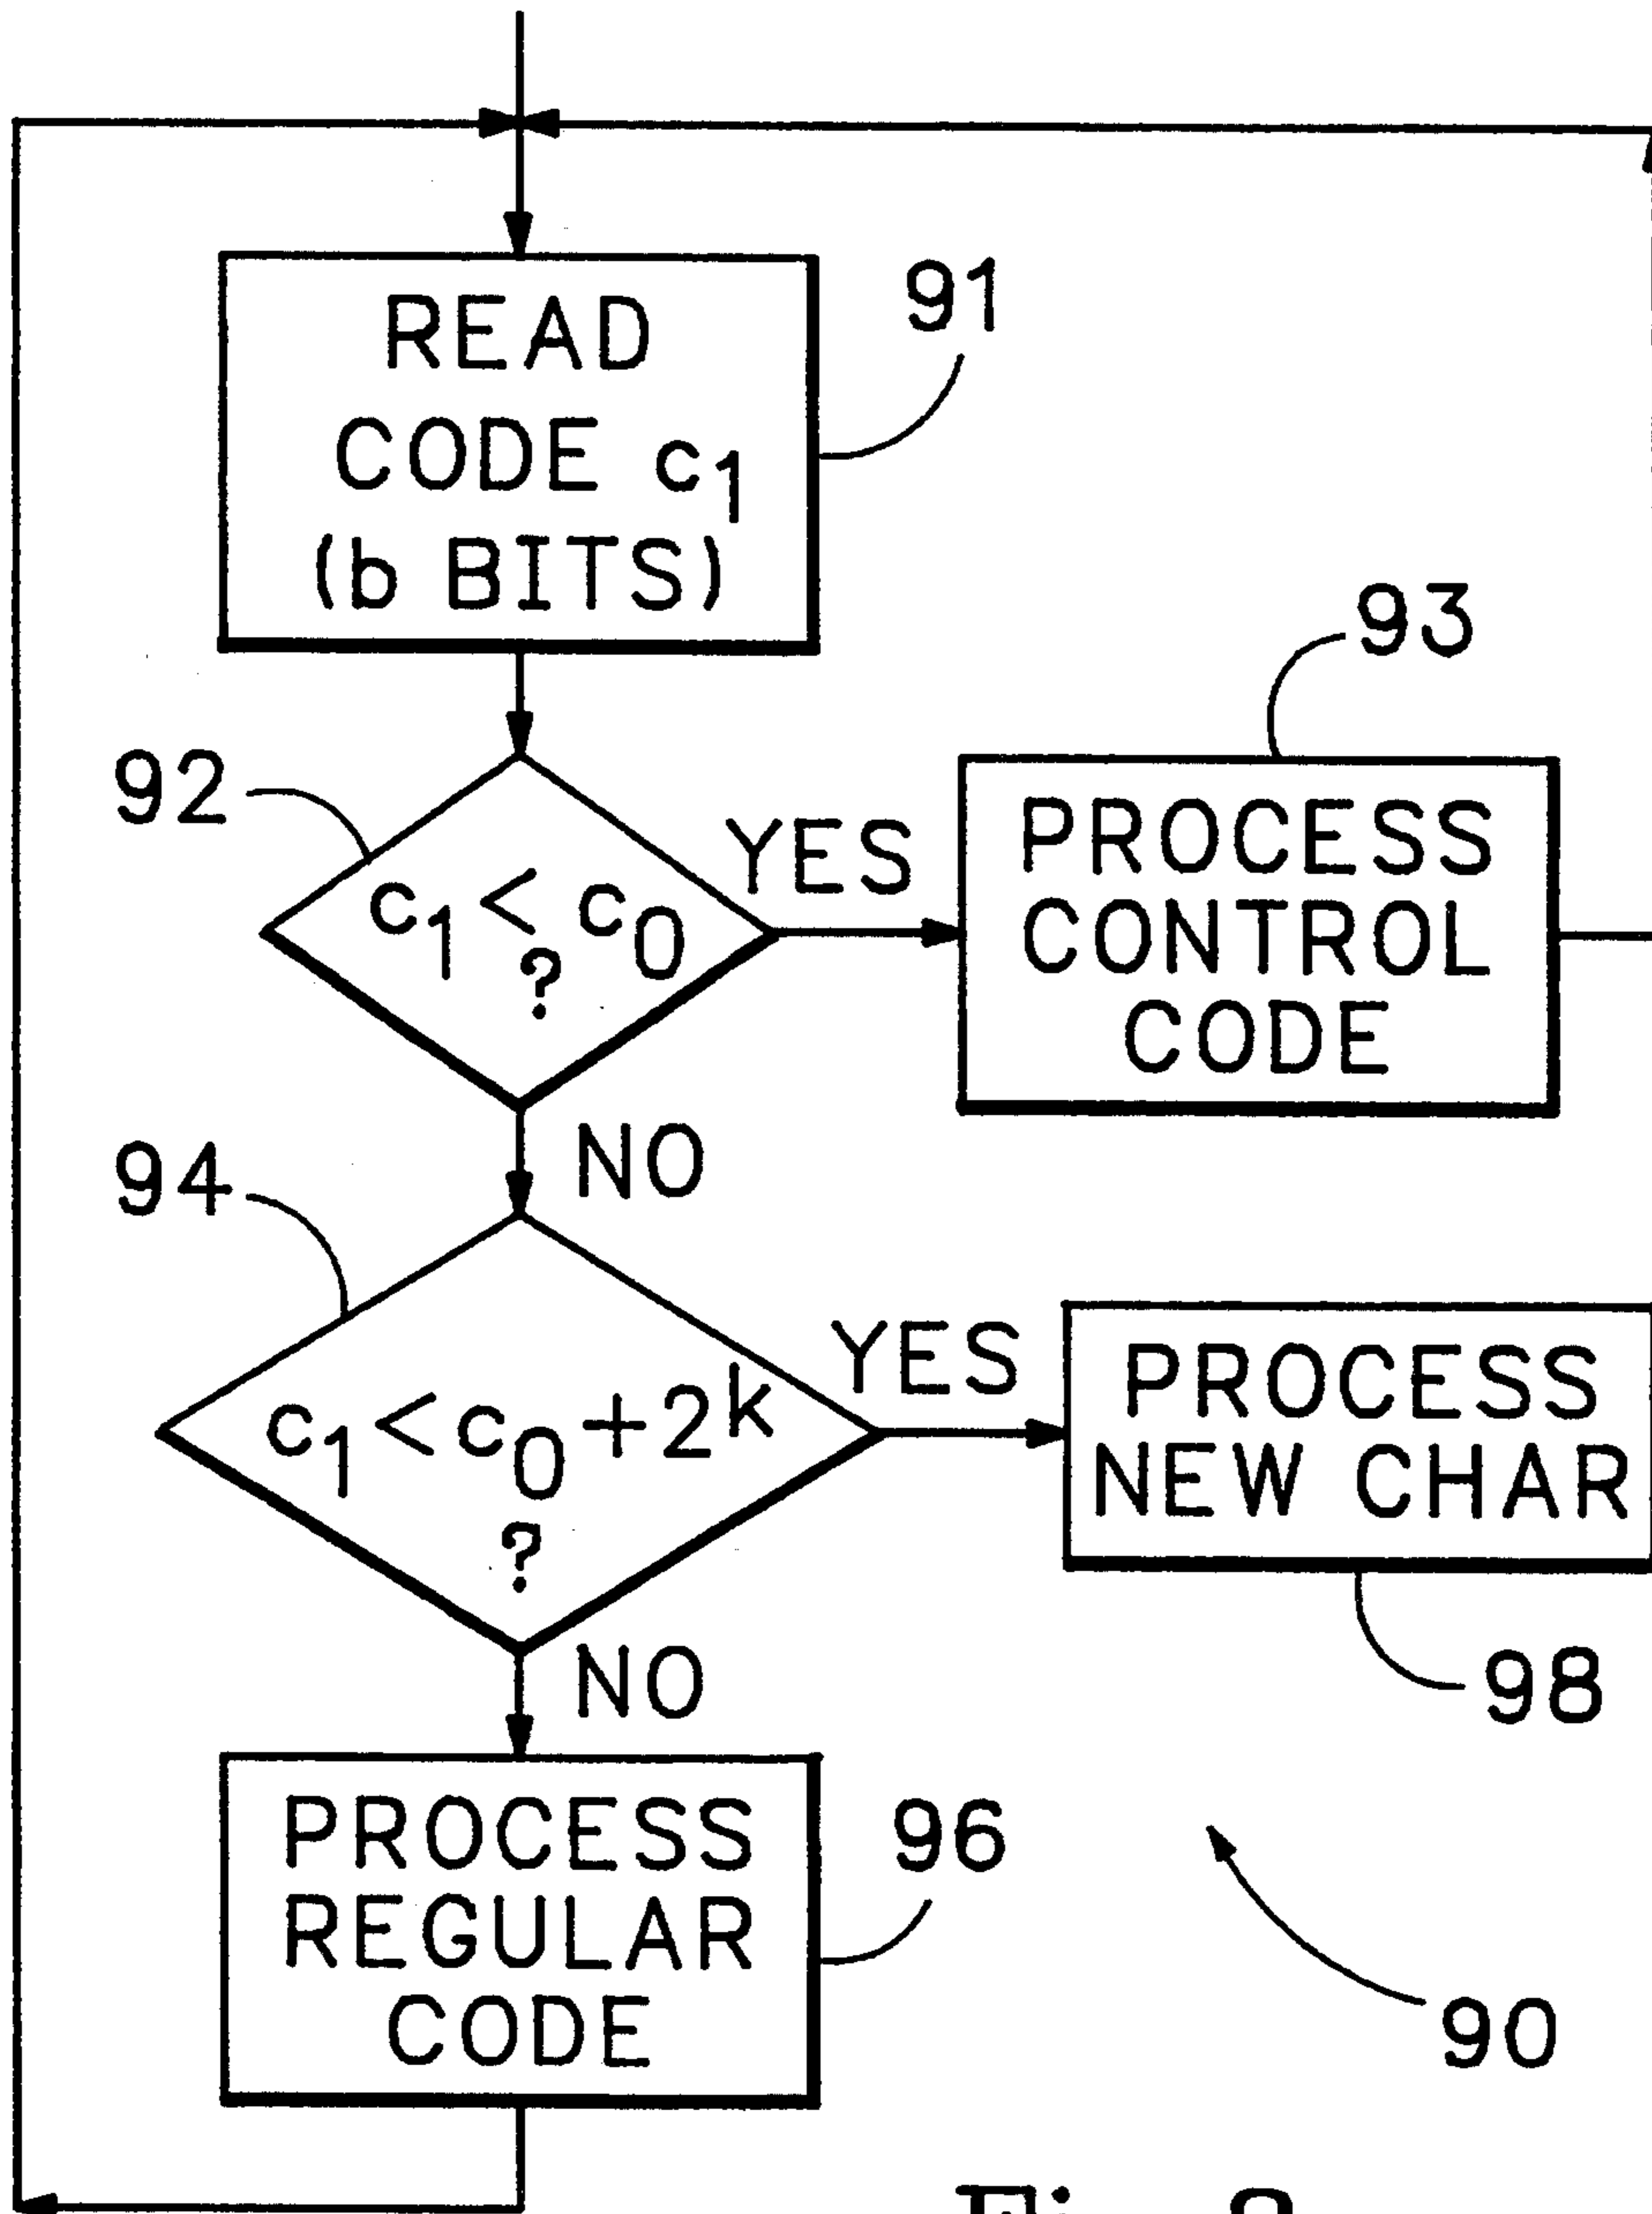 READ
CODE c₁
(b BITS)
91
92
c₁ < c₀
?
YES
93
PROCESS
CONTROL
CODE
NO
94
c₁ < c₀ + 2ᵏ
?
YES
PROCESS
NEW CHAR
98
NO
PROCESS
REGULAR
CODE
96
90